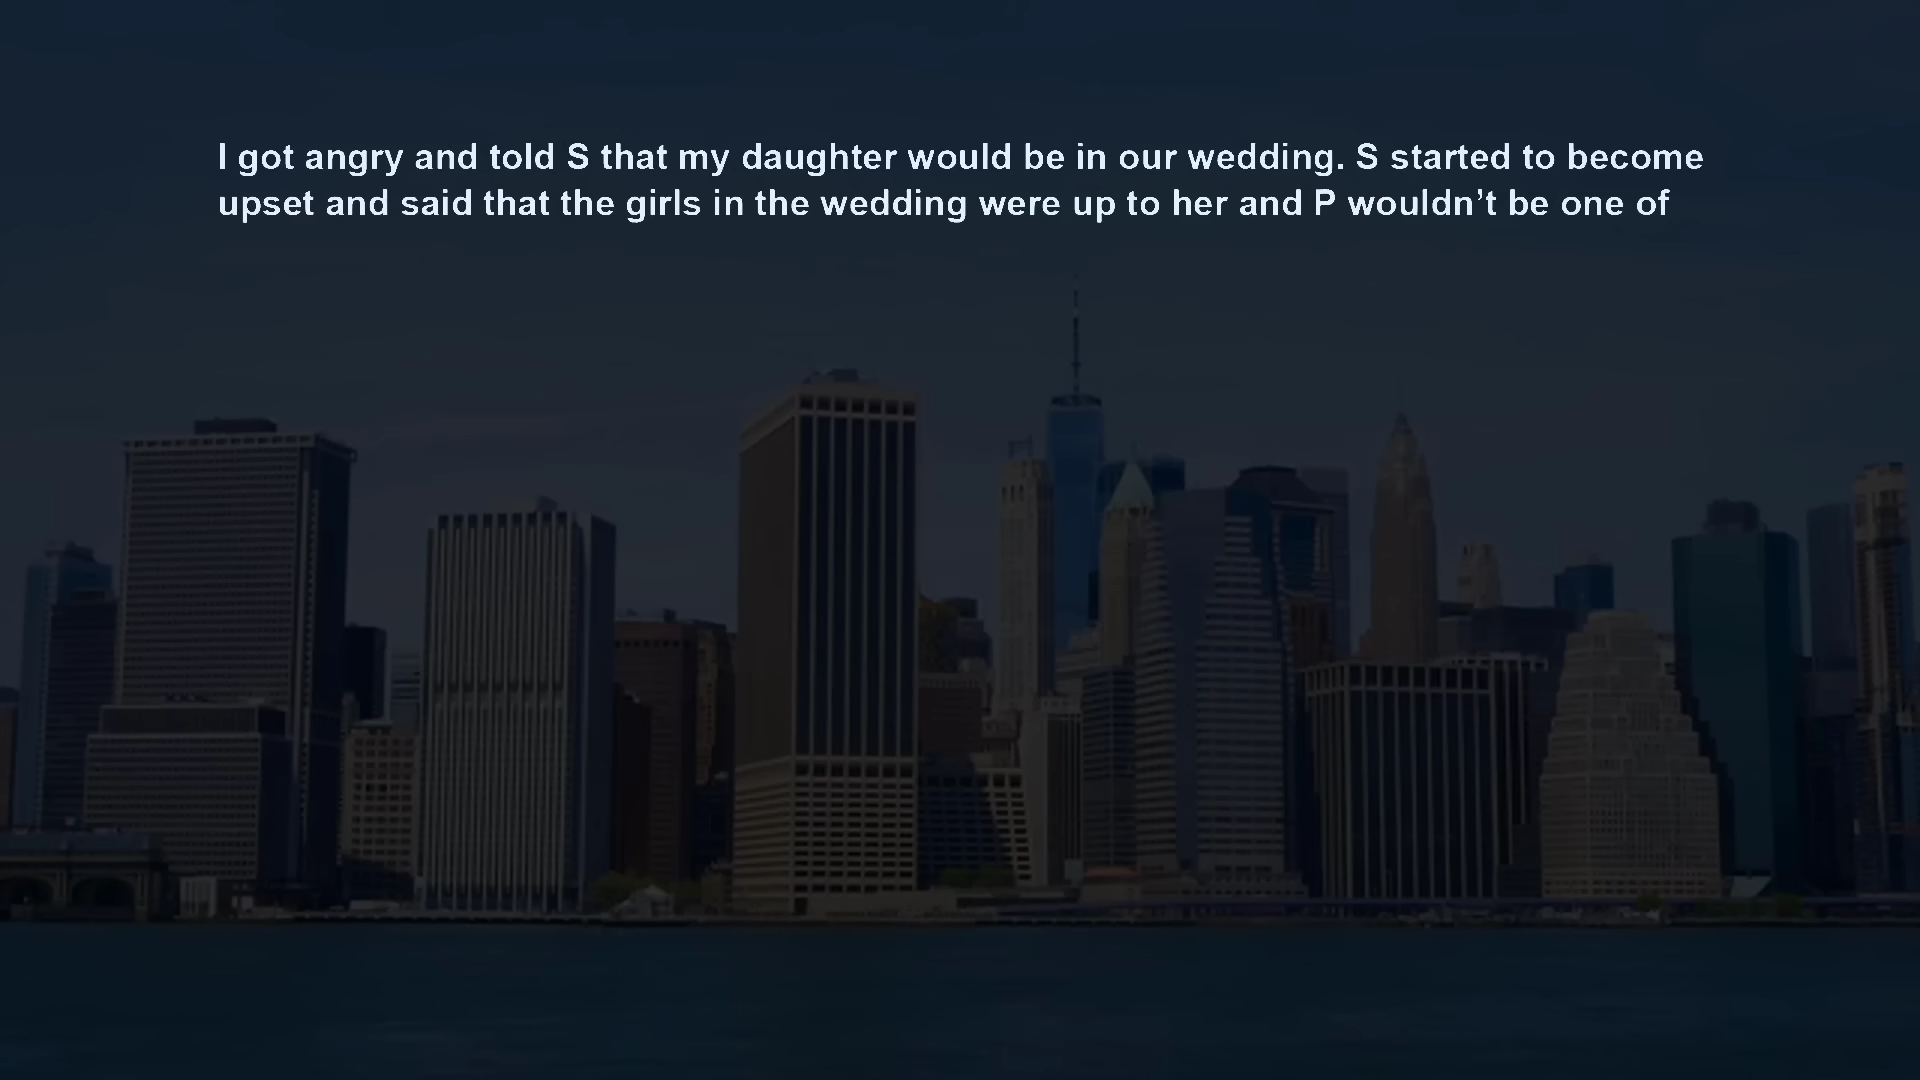 I got angry and told S that my daughter would be in our wedding. S started to become
upset and said that the girls in the wedding were up to her and P wouldn’t be one of